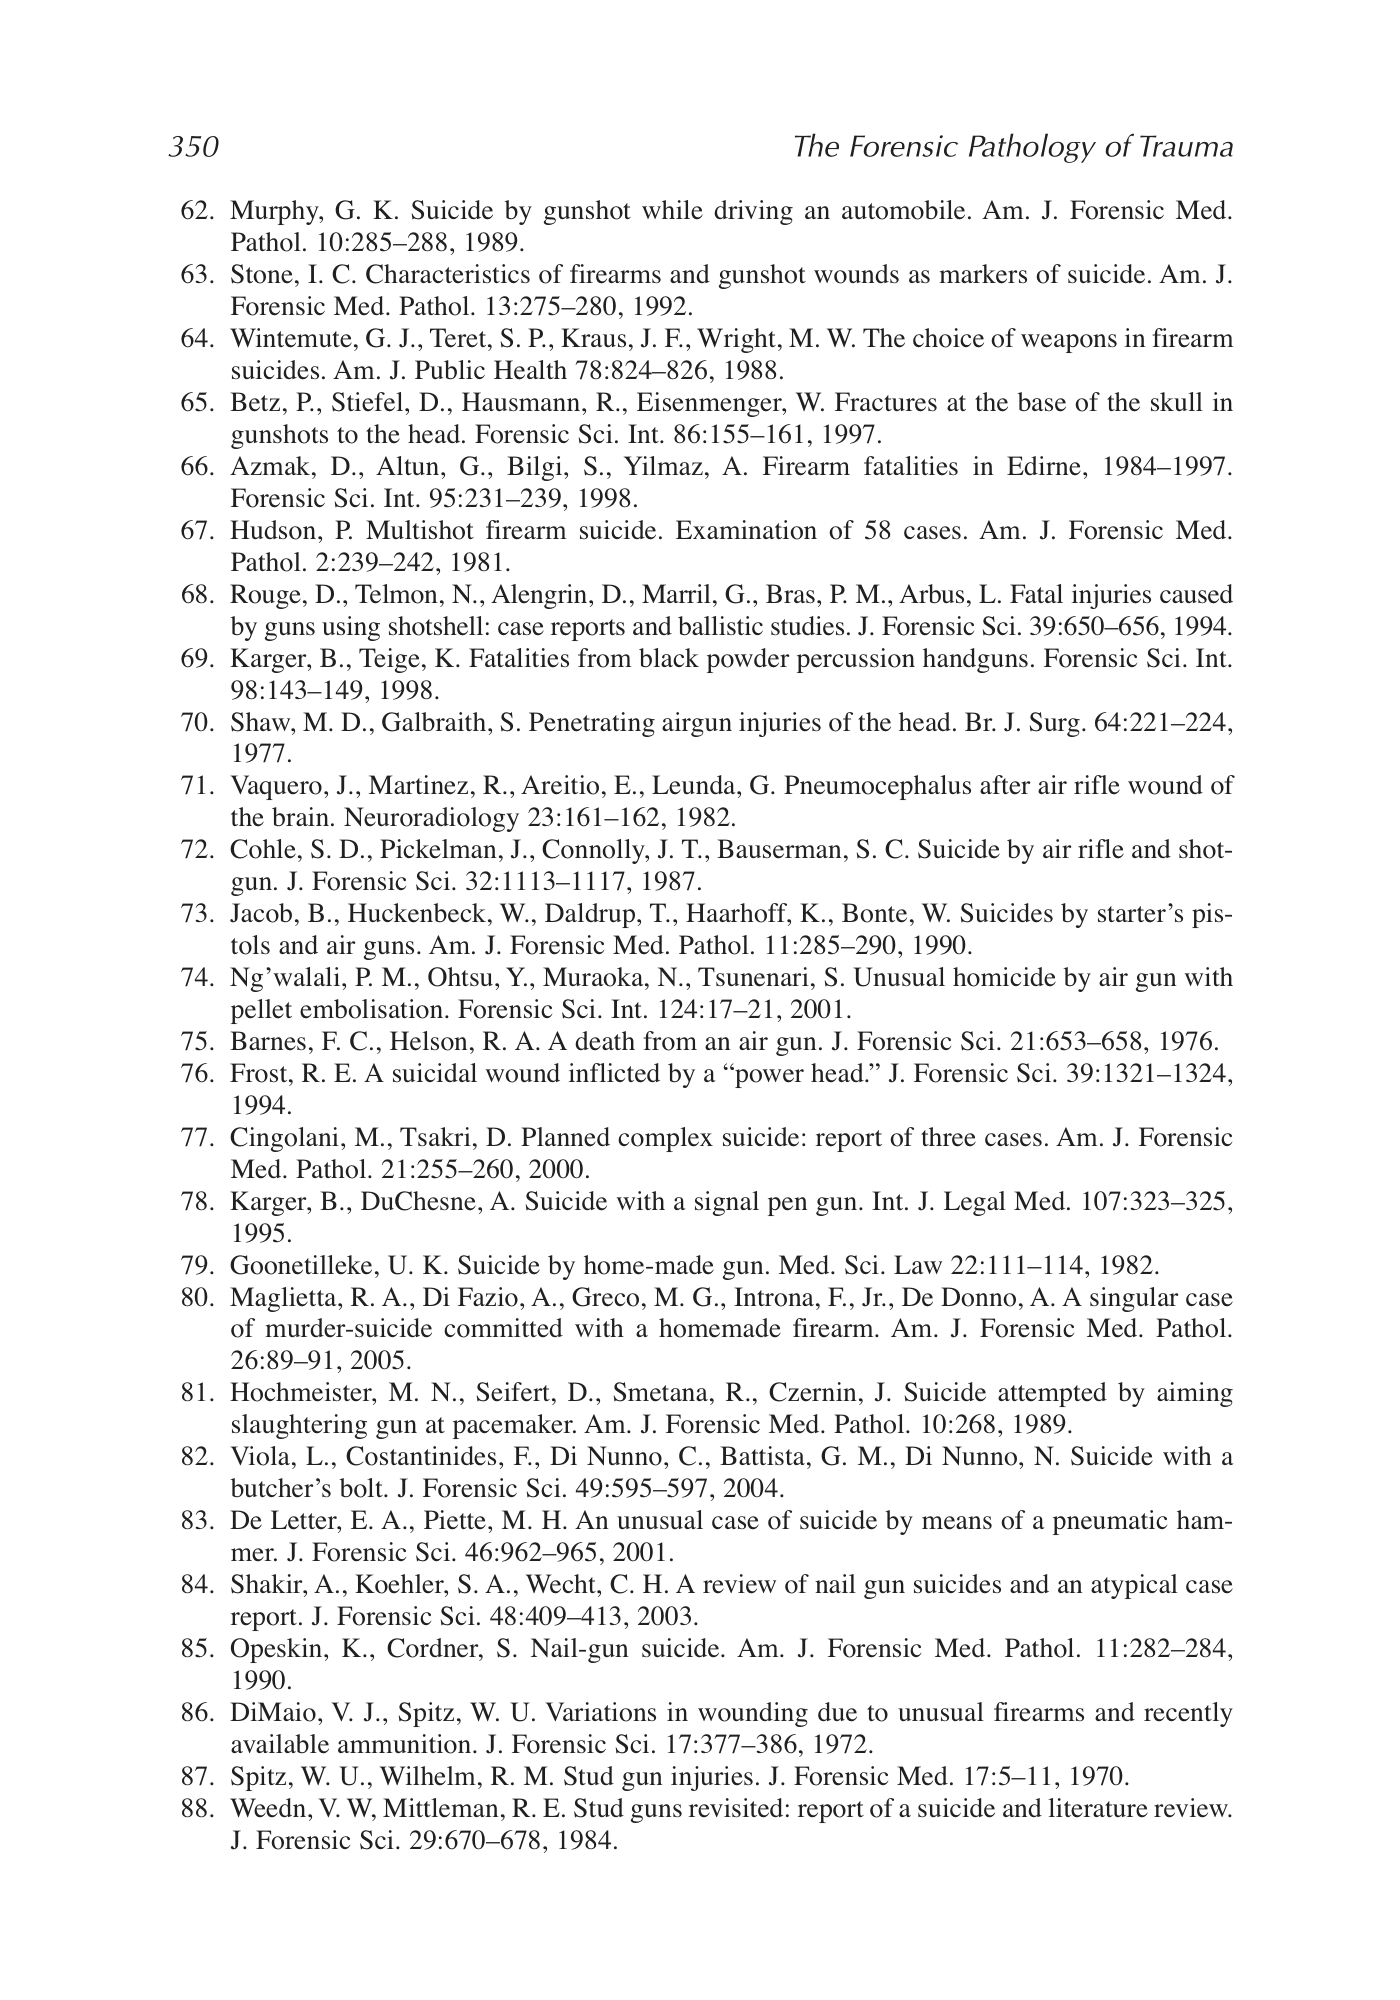 350
The Forensic Pathology of Trauma
62. Murphy, G. K. Suicide by gunshot while driving an automobile. Am. J. Forensic Med.
Pathol. 10:285–288, 1989.
63. Stone, I. C. Characteristics of firearms and gunshot wounds as markers of suicide. Am. J.
Forensic Med. Pathol. 13:275–280, 1992.
64. Wintemute, G. J., Teret, S. P., Kraus, J. F., Wright, M. W. The choice of weapons in firearm
suicides. Am. J. Public Health 78:824–826, 1988.
65. Betz, P., Stiefel, D., Hausmann, R., Eisenmenger, W. Fractures at the base of the skull in
gunshots to the head. Forensic Sci. Int. 86:155–161, 1997.
66. Azmak, D., Altun, G., Bilgi, S., Yilmaz, A. Firearm fatalities in Edirne, 1984–1997.
Forensic Sci. Int. 95:231–239, 1998.
67. Hudson, P. Multishot firearm suicide. Examination of 58 cases. Am. J. Forensic Med.
Pathol. 2:239–242, 1981.
68. Rouge, D., Telmon, N., Alengrin, D., Marril, G., Bras, P. M., Arbus, L. Fatal injuries caused
by guns using shotshell: case reports and ballistic studies. J. Forensic Sci. 39:650–656, 1994.
69. Karger, B., Teige, K. Fatalities from black powder percussion handguns. Forensic Sci. Int.
98:143–149, 1998.
70. Shaw, M. D., Galbraith, S. Penetrating airgun injuries of the head. Br. J. Surg. 64:221–224,
1977.
71. Vaquero, J., Martinez, R., Areitio, E., Leunda, G. Pneumocephalus after air rifle wound of
the brain. Neuroradiology 23:161–162, 1982.
72. Cohle, S. D., Pickelman, J., Connolly, J. T., Bauserman, S. C. Suicide by air rifle and shot-
gun. J. Forensic Sci. 32:1113–1117, 1987.
73. Jacob, B., Huckenbeck, W., Daldrup, T., Haarhoff, K., Bonte, W. Suicides by starter’s pis-
tols and air guns. Am. J. Forensic Med. Pathol. 11:285–290, 1990.
74. Ng’walali, P. M., Ohtsu, Y., Muraoka, N., Tsunenari, S. Unusual homicide by air gun with
pellet embolisation. Forensic Sci. Int. 124:17–21, 2001.
75. Barnes, F. C., Helson, R. A. A death from an air gun. J. Forensic Sci. 21:653–658, 1976.
76. Frost, R. E. A suicidal wound inflicted by a “power head.” J. Forensic Sci. 39:1321–1324,
1994.
77. Cingolani, M., Tsakri, D. Planned complex suicide: report of three cases. Am. J. Forensic
Med. Pathol. 21:255–260, 2000.
78. Karger, B., DuChesne, A. Suicide with a signal pen gun. Int. J. Legal Med. 107:323–325,
1995.
79. Goonetilleke, U. K. Suicide by home-made gun. Med. Sci. Law 22:111–114, 1982.
80. Maglietta, R. A., Di Fazio, A., Greco, M. G., Introna, F., Jr., De Donno, A. A singular case
of murder-suicide committed with a homemade firearm. Am. J. Forensic Med. Pathol.
26:89–91, 2005.
81. Hochmeister, M. N., Seifert, D., Smetana, R., Czernin, J. Suicide attempted by aiming
slaughtering gun at pacemaker. Am. J. Forensic Med. Pathol. 10:268, 1989.
82. Viola, L., Costantinides, F., Di Nunno, C., Battista, G. M., Di Nunno, N. Suicide with a
butcher’s bolt. J. Forensic Sci. 49:595–597, 2004.
83. De Letter, E. A., Piette, M. H. An unusual case of suicide by means of a pneumatic ham-
mer. J. Forensic Sci. 46:962–965, 2001.
84. Shakir, A., Koehler, S. A., Wecht, C. H. A review of nail gun suicides and an atypical case
report. J. Forensic Sci. 48:409–413, 2003.
85. Opeskin, K., Cordner, S. Nail-gun suicide. Am. J. Forensic Med. Pathol. 11:282–284,
1990.
86. DiMaio, V. J., Spitz, W. U. Variations in wounding due to unusual firearms and recently
available ammunition. J. Forensic Sci. 17:377–386, 1972.
87. Spitz, W. U., Wilhelm, R. M. Stud gun injuries. J. Forensic Med. 17:5–11, 1970.
88. Weedn, V. W, Mittleman, R. E. Stud guns revisited: report of a suicide and literature review.
J. Forensic Sci. 29:670–678, 1984.